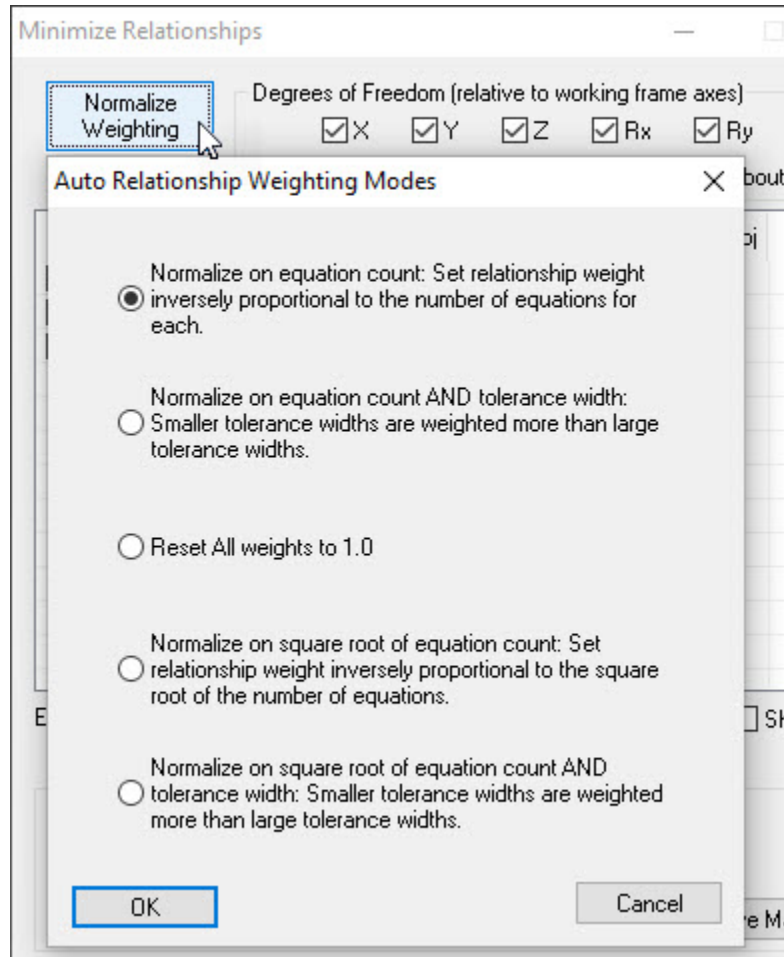 Minimize Relationships
Normalize
Weighting
Degrees of Freedom (relative to working frame axes)
X Y Z Rx Ry
Auto Relationship Weighting Modes
Normalize on equation count: Set relationship weight
inversely proportional to the number of equations for
each.
Normalize on equation count AND tolerance width:
Smaller tolerance widths are weighted more than large
tolerance widths.
Reset All weights to 1.0
Normalize on square root of equation count: Set
relationship weight inversely proportional to the square
root of the number of equations.
Normalize on square root of equation count AND
tolerance width: Smaller tolerance widths are weighted
more than large tolerance widths.
OK Cancel